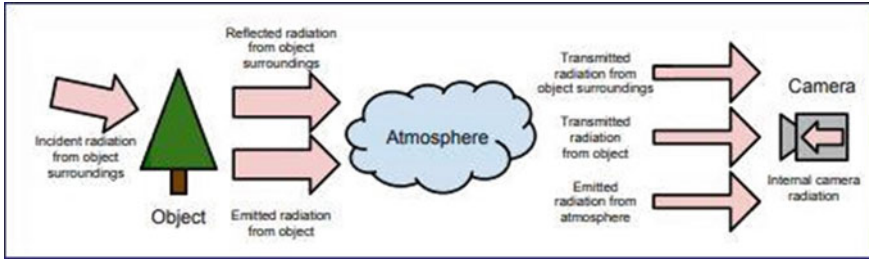 Reflected radiation
from object
surroundings
Incident radiation
from object
surroundings
Object
Emitted radiation
from object
Atmosphere
Transmitted
radiation from
object surroundings
Transmitted
radiation
from object
Emitted
radiation from
atmosphere
Camera
Internal camera
radiation